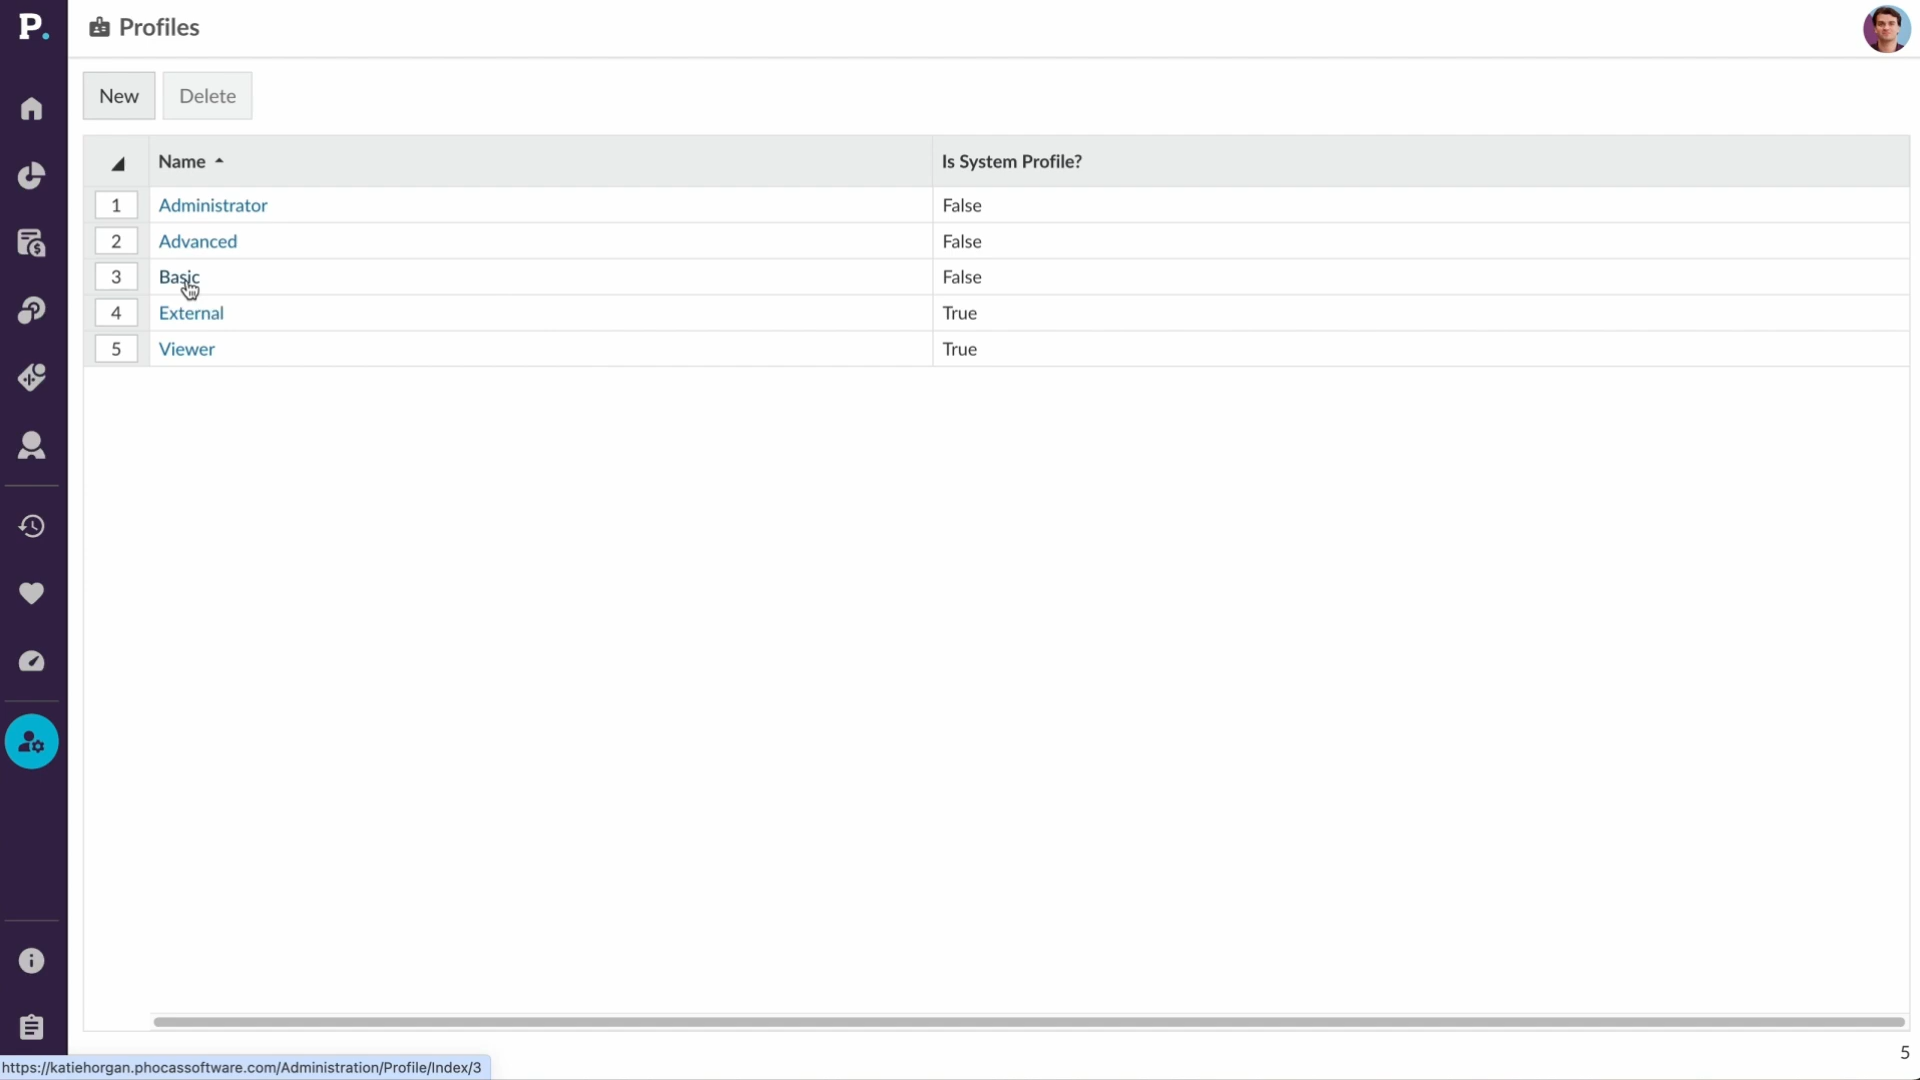 P.
Profiles
New Delete
Name Is System Profile?
1 Administrator False
2 Advanced False
3 Basic False
4 External True
5 Viewer True
5
https://katiehorgan.phocassoftware.com/Administration/Profile/Index/3